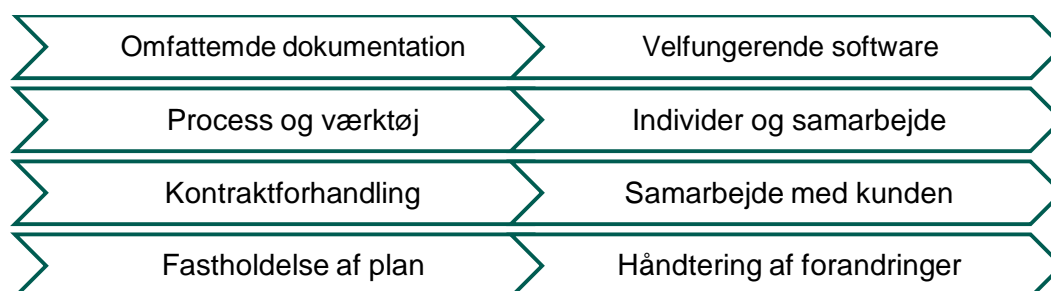 Omfattemde dokumentation
Velfungerende software
Process og værktøj
Individer og samarbejde
Kontraktforhandling
Samarbejde med kunden
Fastholdelse af plan
Håndtering af forandringer